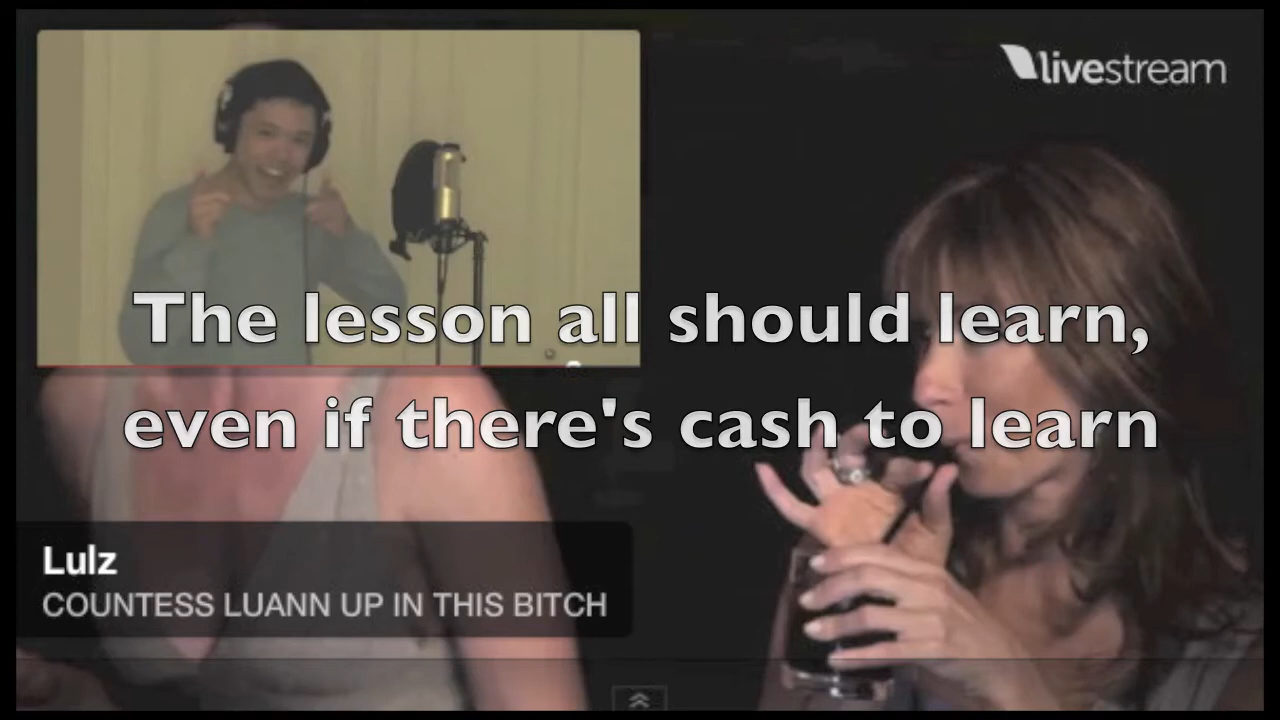 livestream
The lesson all should learn,
even if there's cash to learn
Lulz
COUNTESS LUANN UP IN THIS BITCH